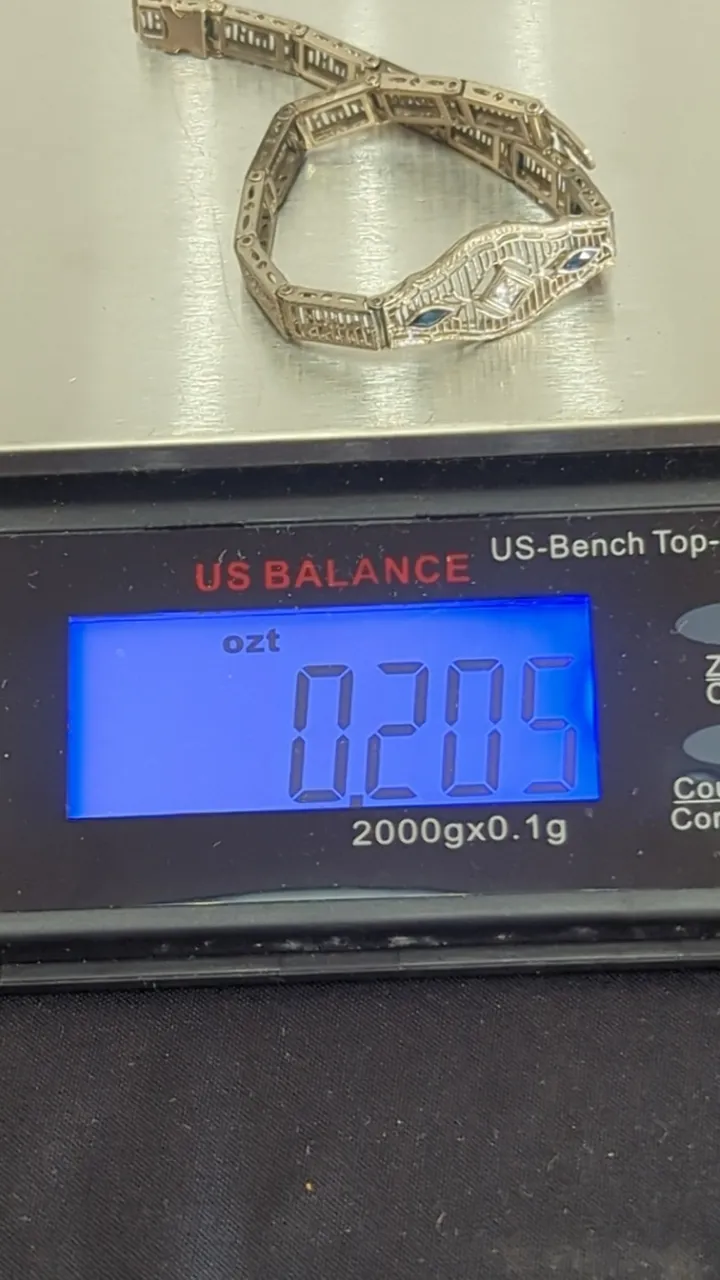 US-Bench Top-
US BALANCE
ozt
0.205
2000gx0.1g